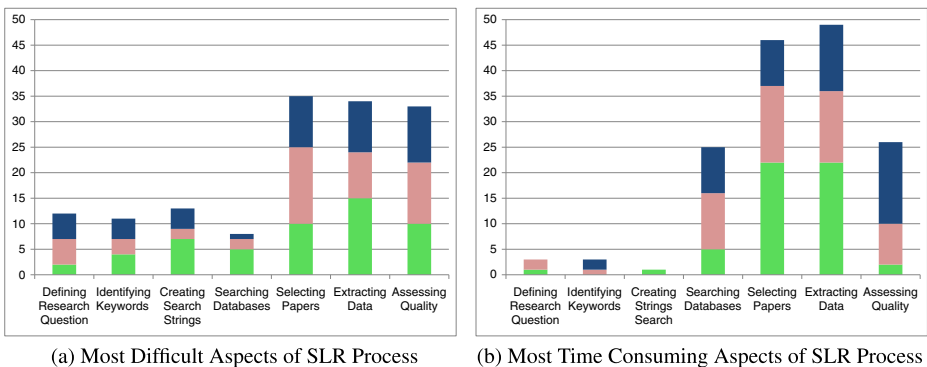 50
45
40
35
30
25
20
15
10
5
0
Defining Research Question
Identifying Keywords
Creating Search Strings
Searching Databases
Selecting Papers
Extracting Data
Assessing Quality
(a) Most Difficult Aspects of SLR Process
50
45
40
35
30
25
20
15
10
5
0
Defining Research Question
Identifying Keywords
Creating Strings Search
Searching Databases
Selecting Papers
Extracting Data
Assessing Quality
(b) Most Time Consuming Aspects of SLR Process